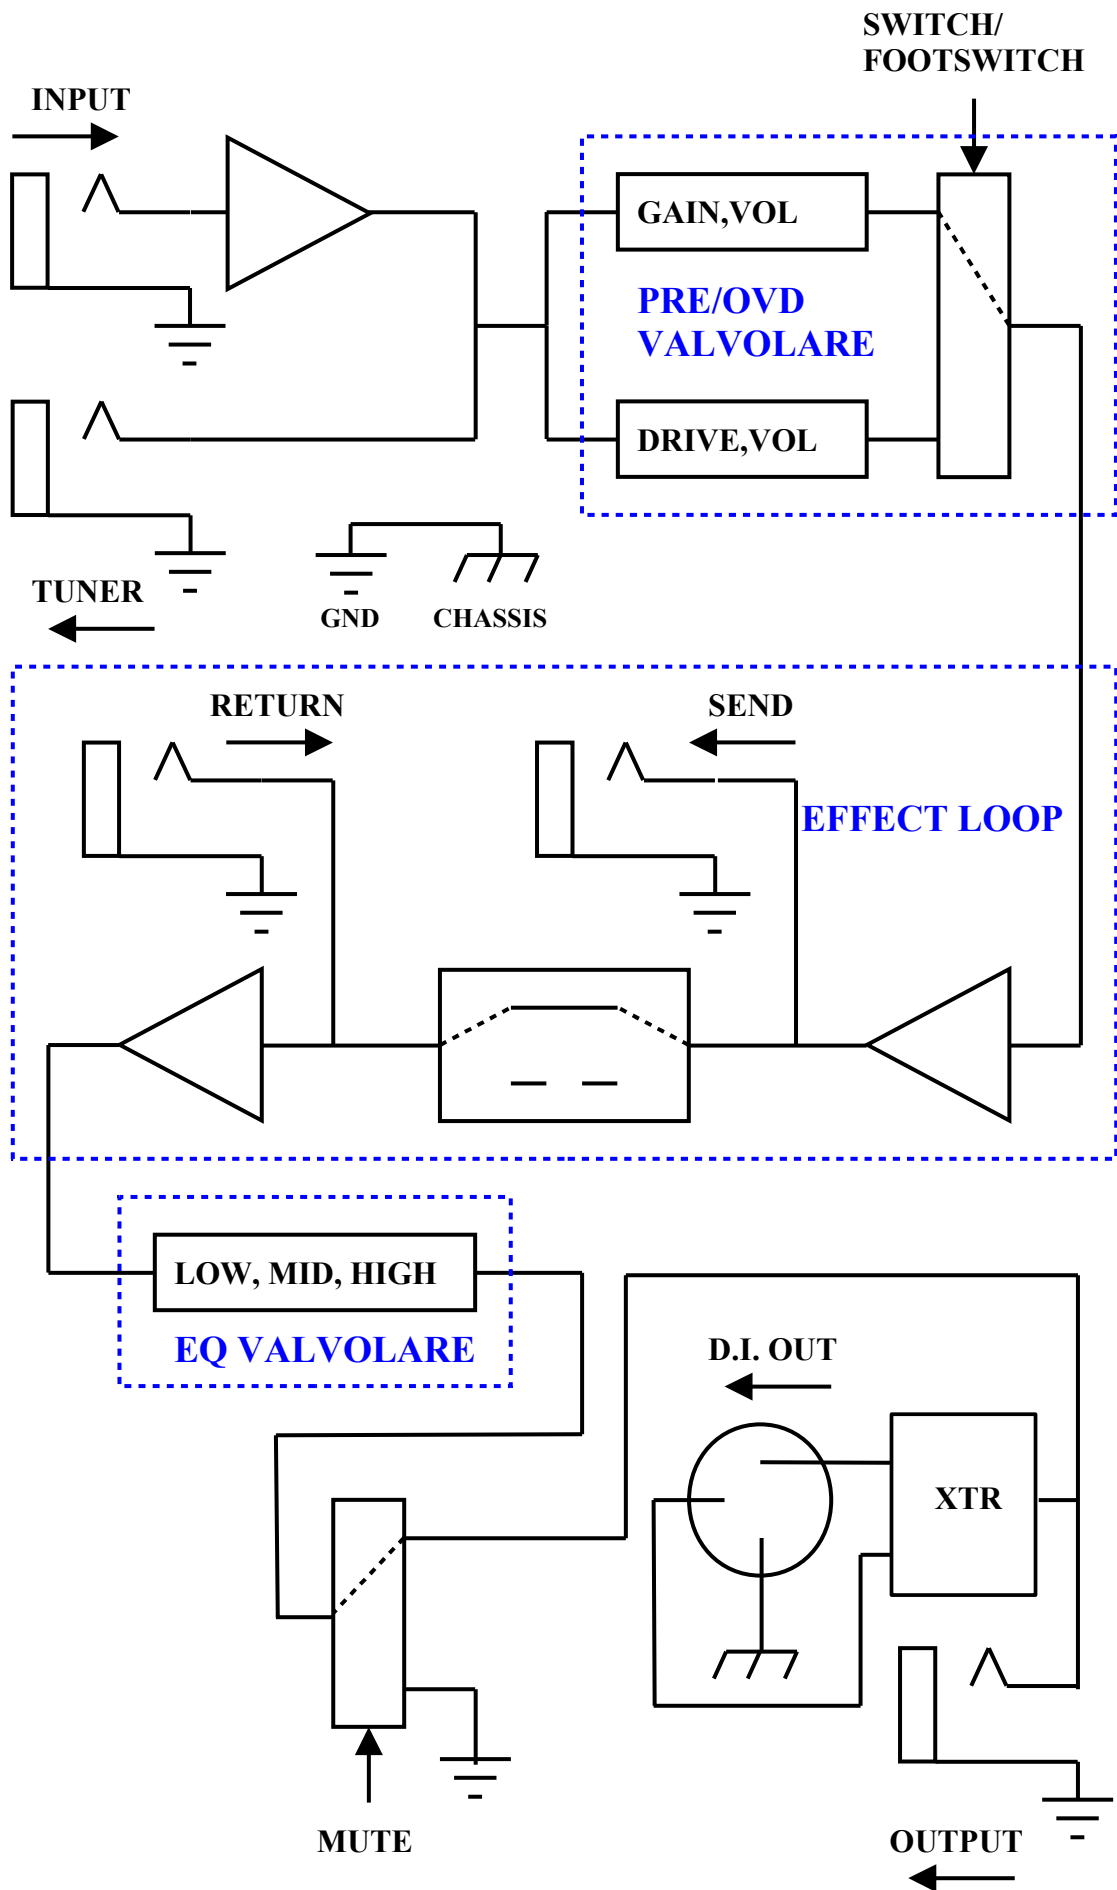 SWITCH/
FOOTSWITCH
INPUT
GAIN,VOL
PRE/OVD
VALVOLARE
DRIVE,VOL
TUNER
GND
CHASSIS
RETURN
SEND
EFFECT LOOP
LOW, MID, HIGH
EQ VALVOLARE
D.I. OUT
XTR
MUTE
OUTPUT